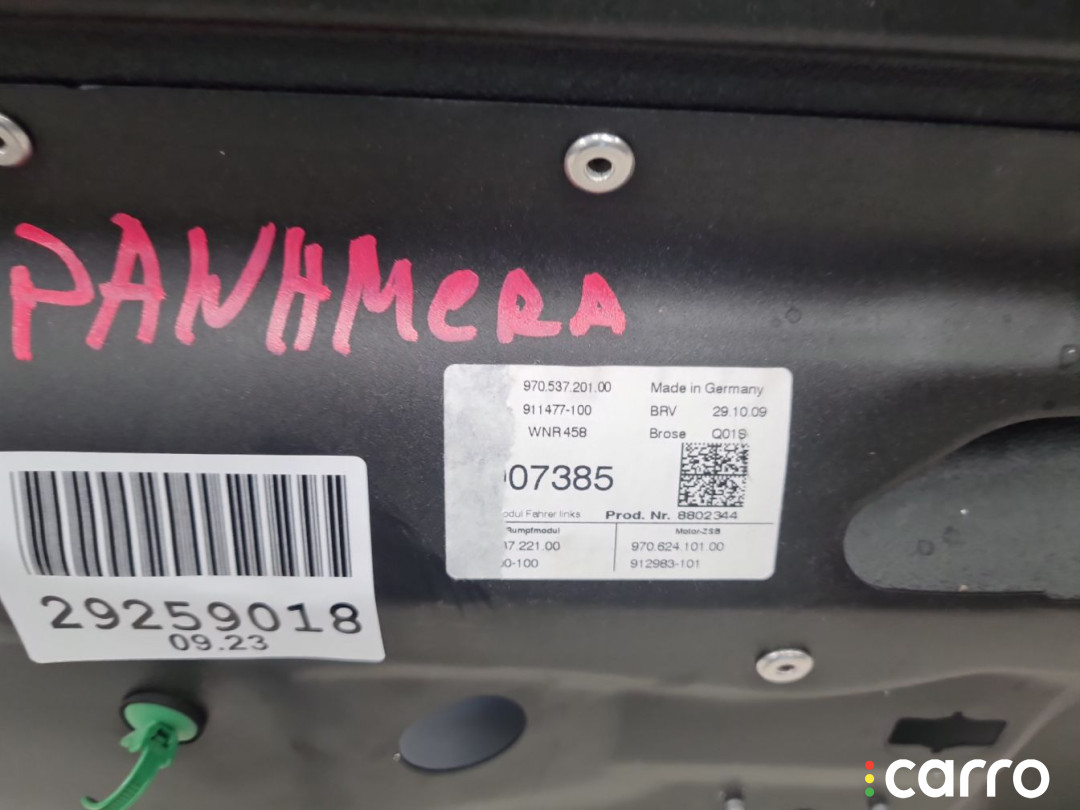 PANHMERA
970.537.201.00 Made in Germany
911477-100 BRV 29.10.09
WNR458 Brose Q01S
07385
odul Fahrer links Prod. Nr. 8802344
Rumpfmodul Motor-ZSB
37.221.00 970.624.101.00
0-100 912983-101
29259018
09.23
carro